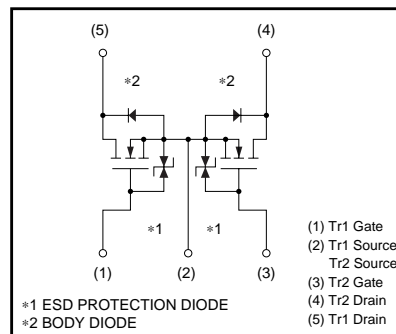 (5) (4)
∗2 ∗2
∗1 ∗1
(1) (2) (3)
(1) Tr1 Gate
(2) Tr1 Source
Tr2 Source
(3) Tr2 Gate
(4) Tr2 Drain
(5) Tr1 Drain
∗1 ESD PROTECTION DIODE
∗2 BODY DIODE